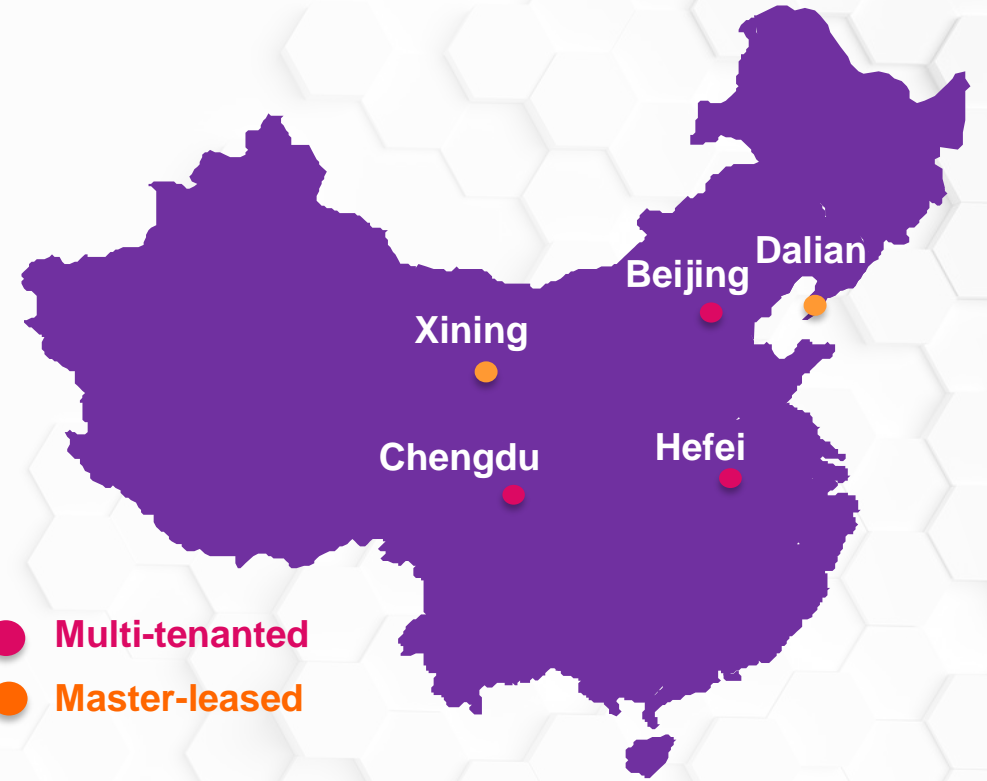 Dalian
Beijing
Xining
Hefei
Chengdu
Multi-tenanted
Master-leased